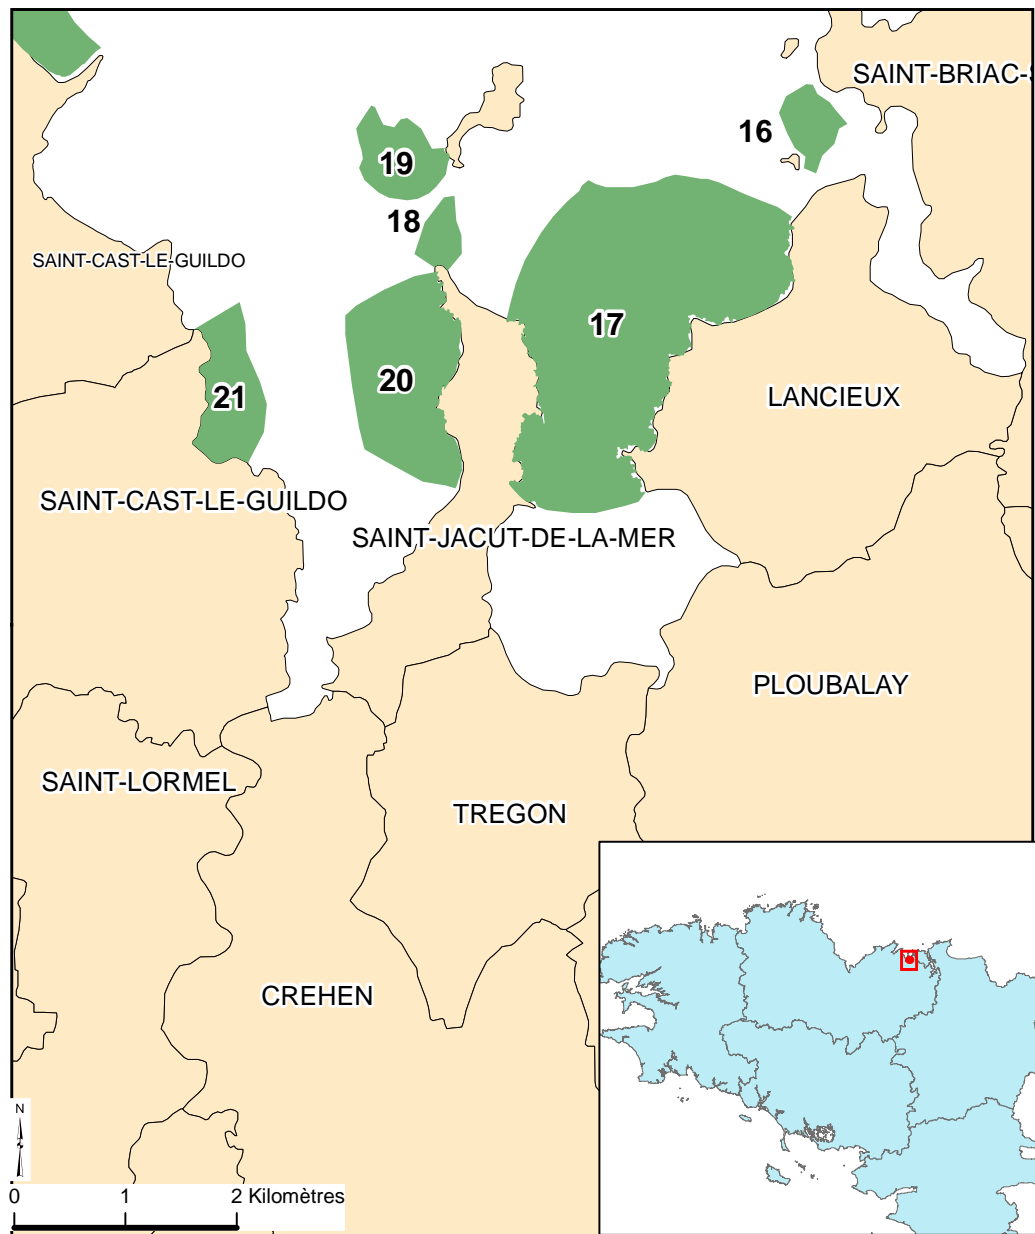 SAINT-BRIAC-S
16
19
18
SAINT-CAST-LE-GUILDO
17
20
21
LANCIEUX
SAINT-CAST-LE-GUILDO
SAINT-JACUT-DE-LA-MER
PLOUBALAY
SAINT-LORMEL
TREGON
CREHEN
N
0 1 2 Kilomètres